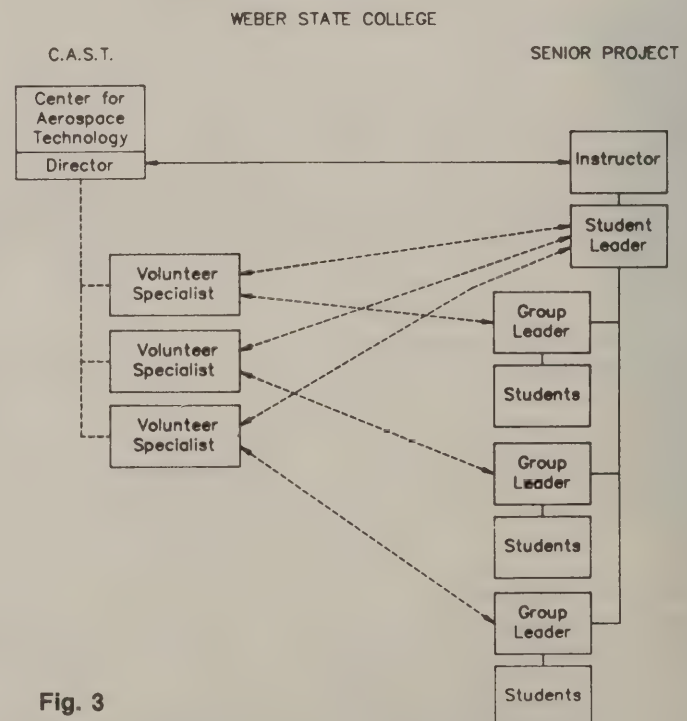 WEBER STATE COLLEGE
C.A.S.T.
SENIOR PROJECT
Center for
Aerospace
Technology
Director
Instructor
Student
Leader
Volunteer
Specialist
Group
Leader
Students
Volunteer
Specialist
Volunteer
Specialist
Group
Leader
Students
Group
Leader
Students
Fig. 3